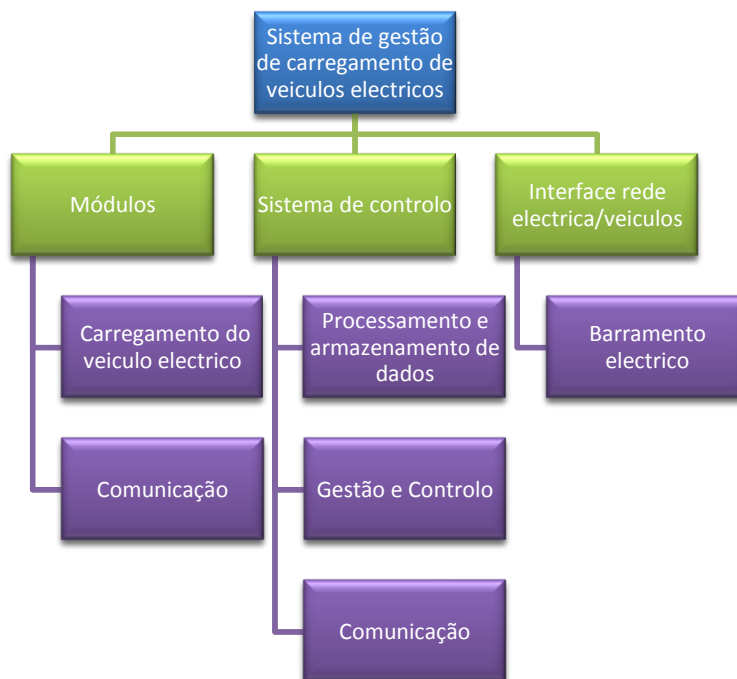 Sistema de gestão
de carregamento de
veiculos electricos
Módulos
Sistema de controlo
Interface rede
electrica/veiculos
Carregamento do
veiculo electrico
Processamento e
armazenamento de
dados
Barramento
electrico
Comunicação
Gestão e Controlo
Comunicação